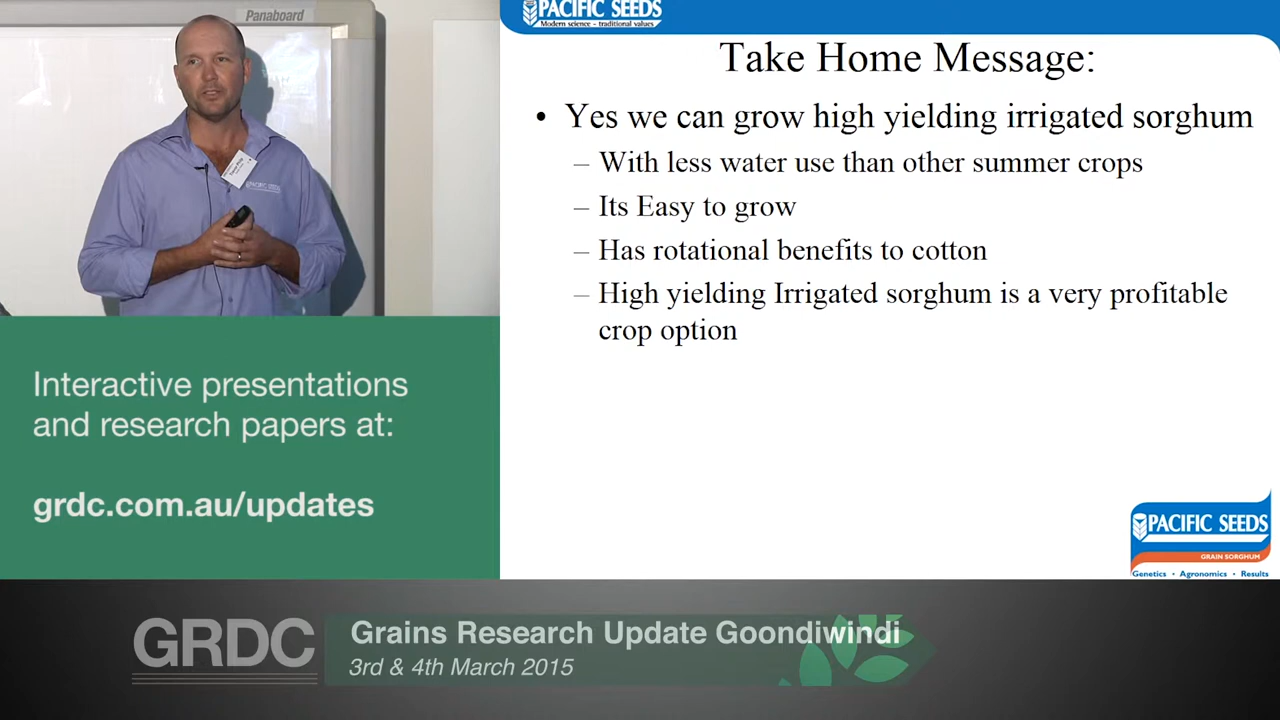 Panaboard
PACIFIC SEEDS
Interactive presentations
and research papers at:
grdc.com.au/updates
PACIFIC SEEDS
Modern science - traditional values
Take Home Message:
• Yes we can grow high yielding irrigated sorghum
– With less water use than other summer crops
– Its Easy to grow
– Has rotational benefits to cotton
– High yielding Irrigated sorghum is a very profitable
crop option
PACIFIC SEEDS
GRAIN SORGHUM
Genetics • Agronomics • Results
GRDC
Grains Research Update Goondiwindi
3rd & 4th March 2015